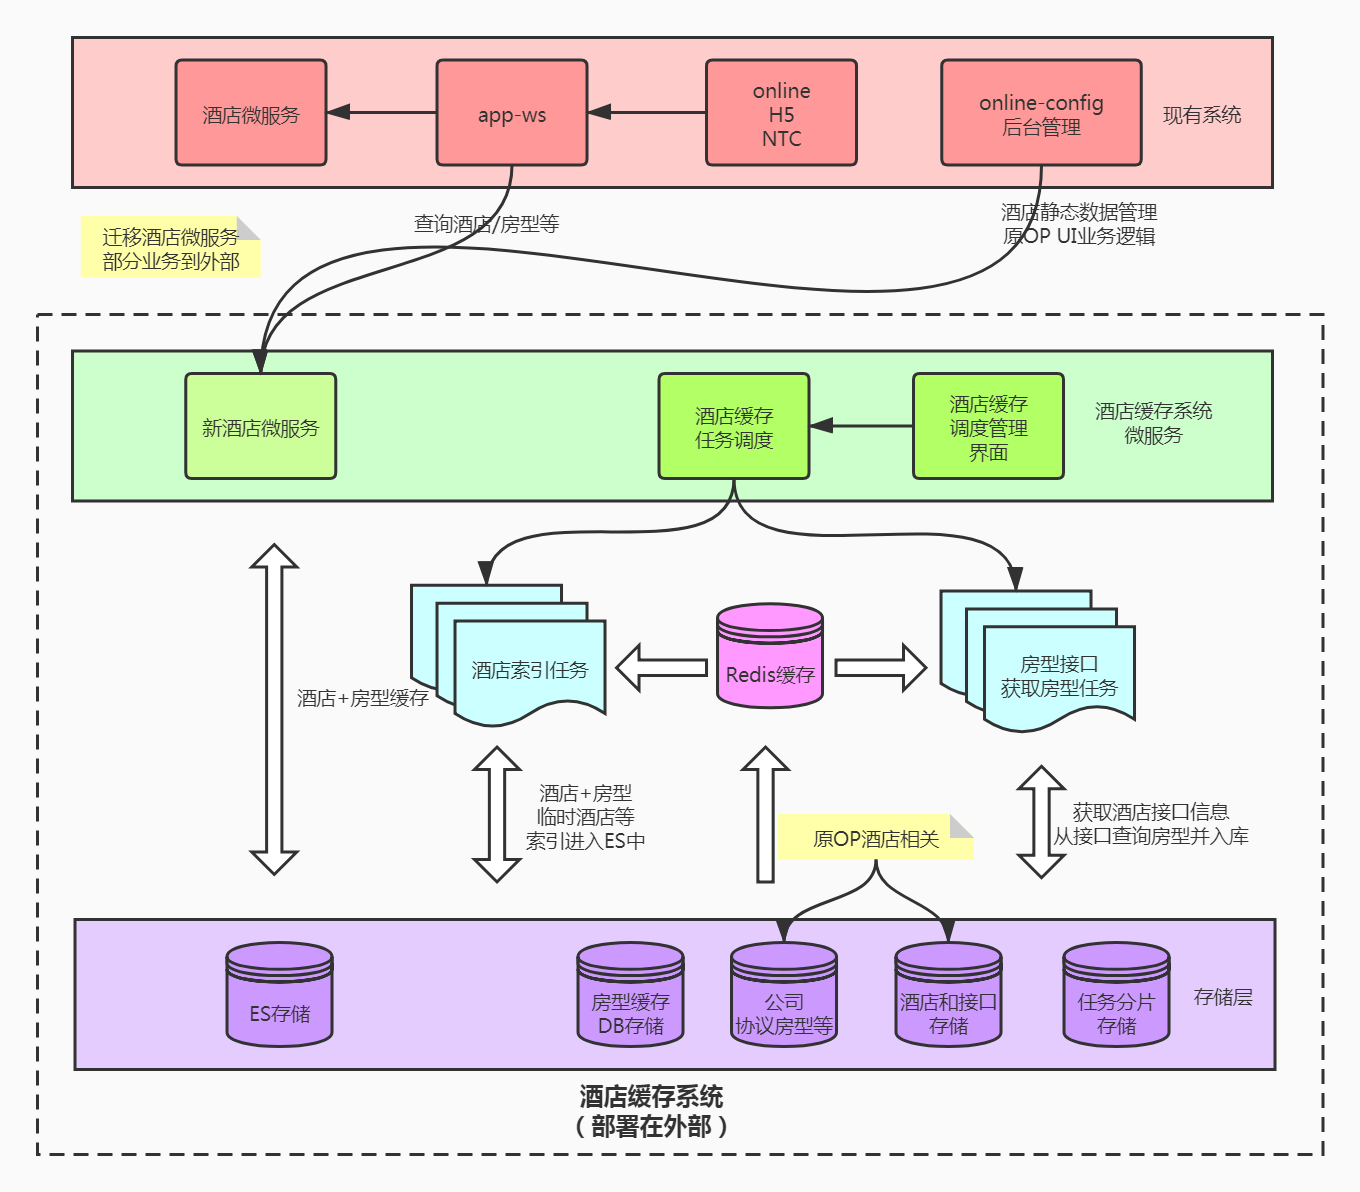 酒店微服务
app-ws
online
H5
NTC
online-config
后台管理
现有系统
迁移酒店微服务
部分业务到外部
查询酒店/房型等
酒店静态数据管理
原OP UI业务逻辑
新酒店微服务
酒店缓存
任务调度
酒店缓存
调度管理
界面
酒店缓存系统
微服务
酒店+房型缓存
酒店索引任务
Redis缓存
房型接口
获取房型任务
酒店+房型
临时酒店等
索引进入ES中
原OP酒店相关
获取酒店接口信息
从接口查询房型并入库
ES存储
房型缓存
DB存储
公司
协议房型等
酒店和接口
存储
任务分片
存储
存储层
酒店缓存系统
（部署在外部）